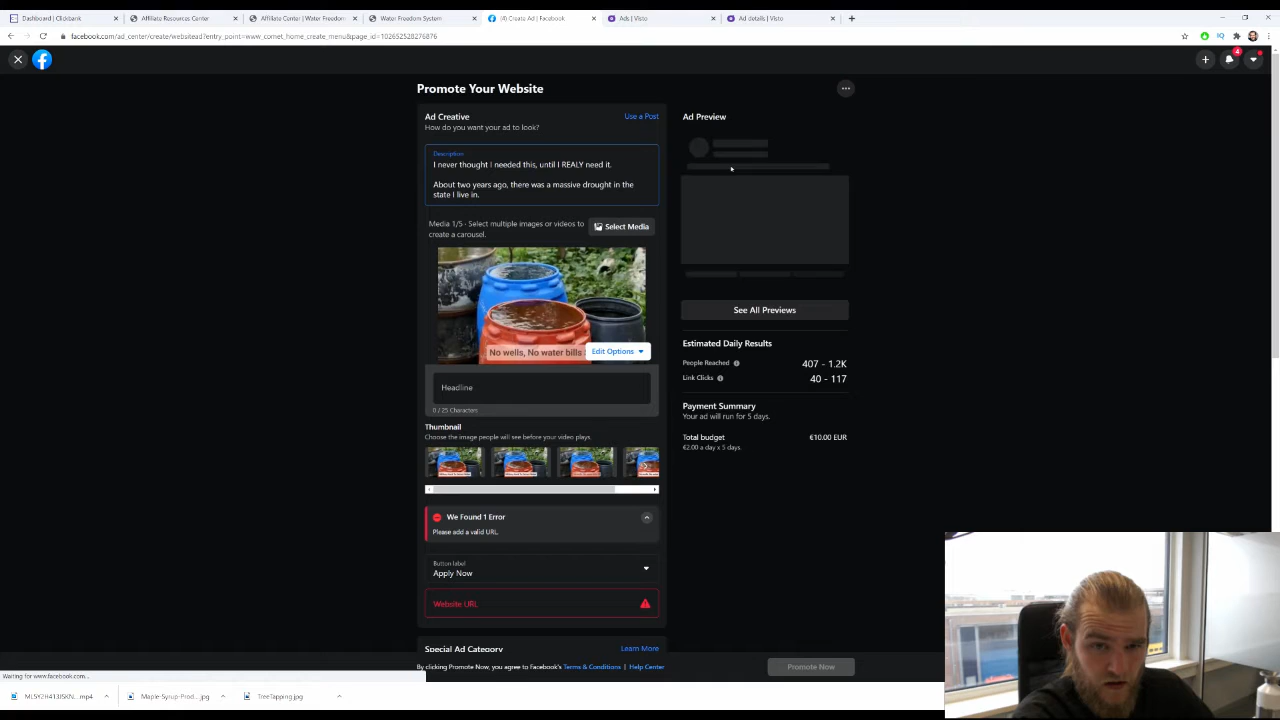 Dashboard | Clickbank
Affiliate Resources Center
Affiliate Center | Water Freedom
Water Freedom System
(4) Create Ad | Facebook
Ads | Visto
Ad details | Visto
facebook.com/ad_center/create/websitead?entry_point=www_comet_home_create_menu&page_id=102652528276876
4
Promote Your Website
Ad Creative
Use a Post
How do you want your ad to look?
Description
I never thought I needed this, until I REALY need it.
About two years ago, there was a massive drought in the
state I live in.
Media 1/5 · Select multiple images or videos to
create a carousel.
Select Media
No wells, No water bills
Edit Options
Headline
0 / 25 Characters
Thumbnail
Choose the image people will see before your video plays.
We Found 1 Error
Please add a valid URL.
Button label
Apply Now
Website URL
Special Ad Category
Learn More
Ad Preview
See All Previews
Estimated Daily Results
People Reached
407 - 1.2K
Link Clicks
40 - 117
Payment Summary
Your ad will run for 5 days.
Total budget
€10.00 EUR
€2.00 a day x 5 days.
By clicking Promote Now, you agree to Facebook's Terms & Conditions | Help Center
Promote Now
Waiting for www.facebook.com...
Maple-Syrup-Prod....jpg
TreeTapping.jpg